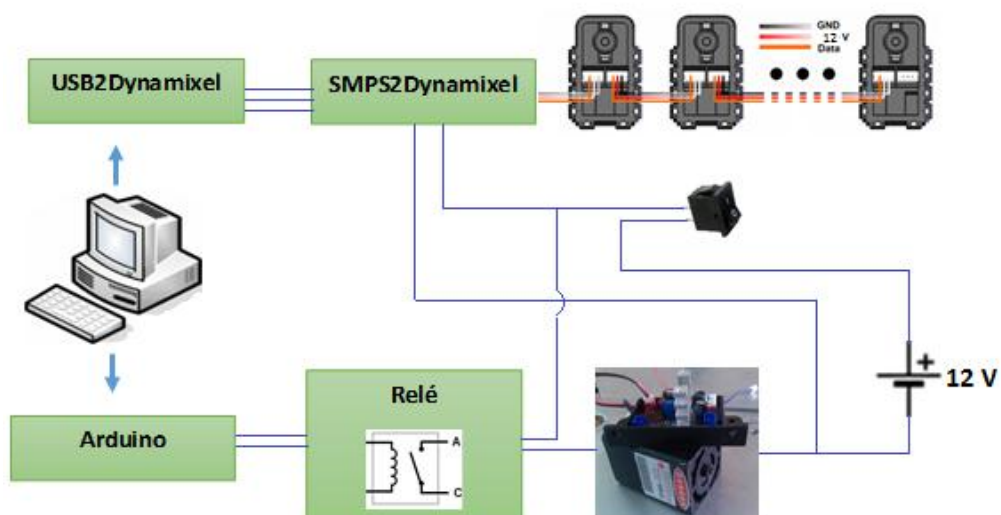 GND
12 V
Data
USB2Dynamixel
SMPS2Dynamixel
+
12 V
Relé
A
C
Arduino